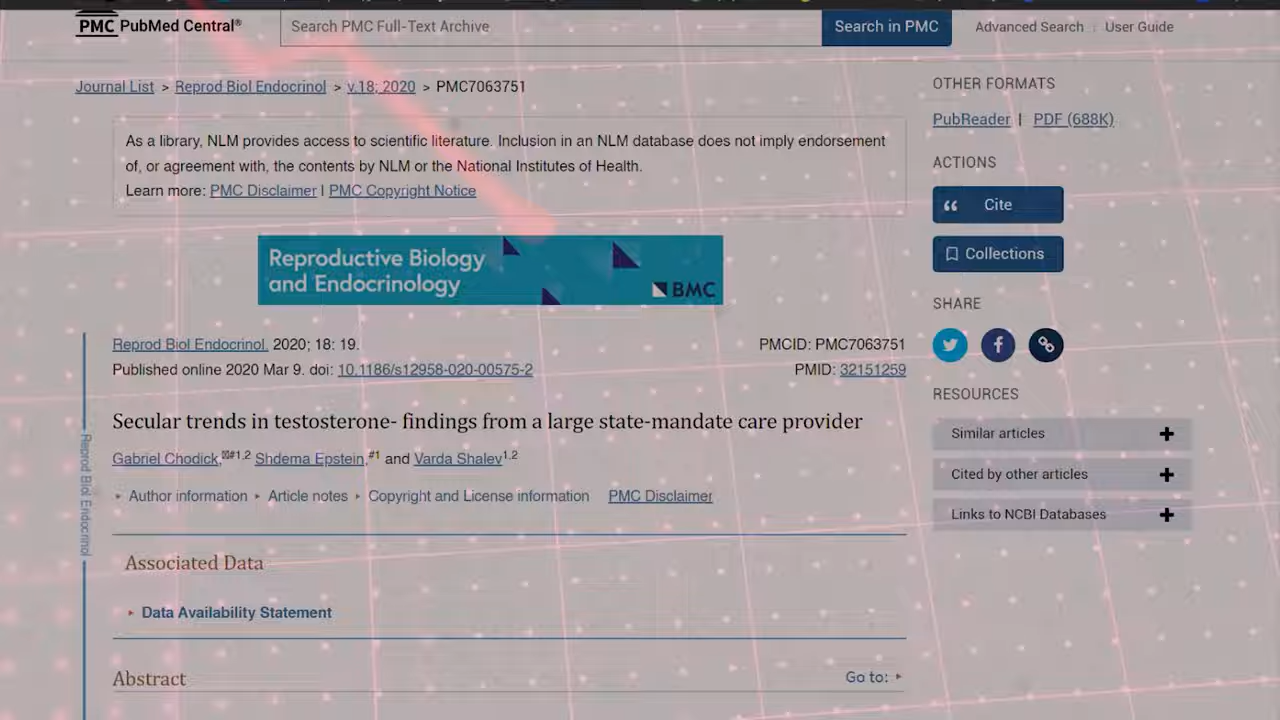 PMC PubMed Central®
Search PMC Full-Text Archive
Search in PMC
Advanced Search
User Guide
Journal List > Reprod Biol Endocrinol > v.18; 2020 > PMC7063751
As a library, NLM provides access to scientific literature. Inclusion in an NLM database does not imply endorsement
of, or agreement with, the contents by NLM or the National Institutes of Health.
Learn more: PMC Disclaimer | PMC Copyright Notice
Reproductive Biology
and Endocrinology
BMC
Reprod Biol Endocrinol. 2020; 18: 19.
PMCID: PMC7063751
Published online 2020 Mar 9. doi: 10.1186/s12958-020-00575-2
PMID: 32151259
Secular trends in testosterone- findings from a large state-mandate care provider
Gabriel Chodick,#1,2 Shdema Epstein,#1 and Varda Shalev1,2
Author information Article notes Copyright and License information PMC Disclaimer
Reprod Biol Endocrinol
Associated Data
Data Availability Statement
Abstract
Go to:
OTHER FORMATS
PubReader | PDF (688K)
ACTIONS
Cite
Collections
SHARE
RESOURCES
Similar articles
Cited by other articles
Links to NCBI Databases